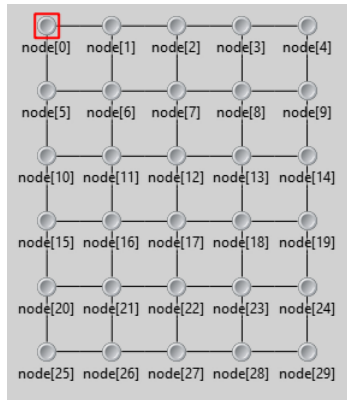 node[0] node[1] node[2] node[3] node[4]
node[5] node[6] node[7] node[8] node[9]
node[10] node[11] node[12] node[13] node[14]
node[15] node[16] node[17] node[18] node[19]
node[20] node[21] node[22] node[23] node[24]
node[25] node[26] node[27] node[28] node[29]